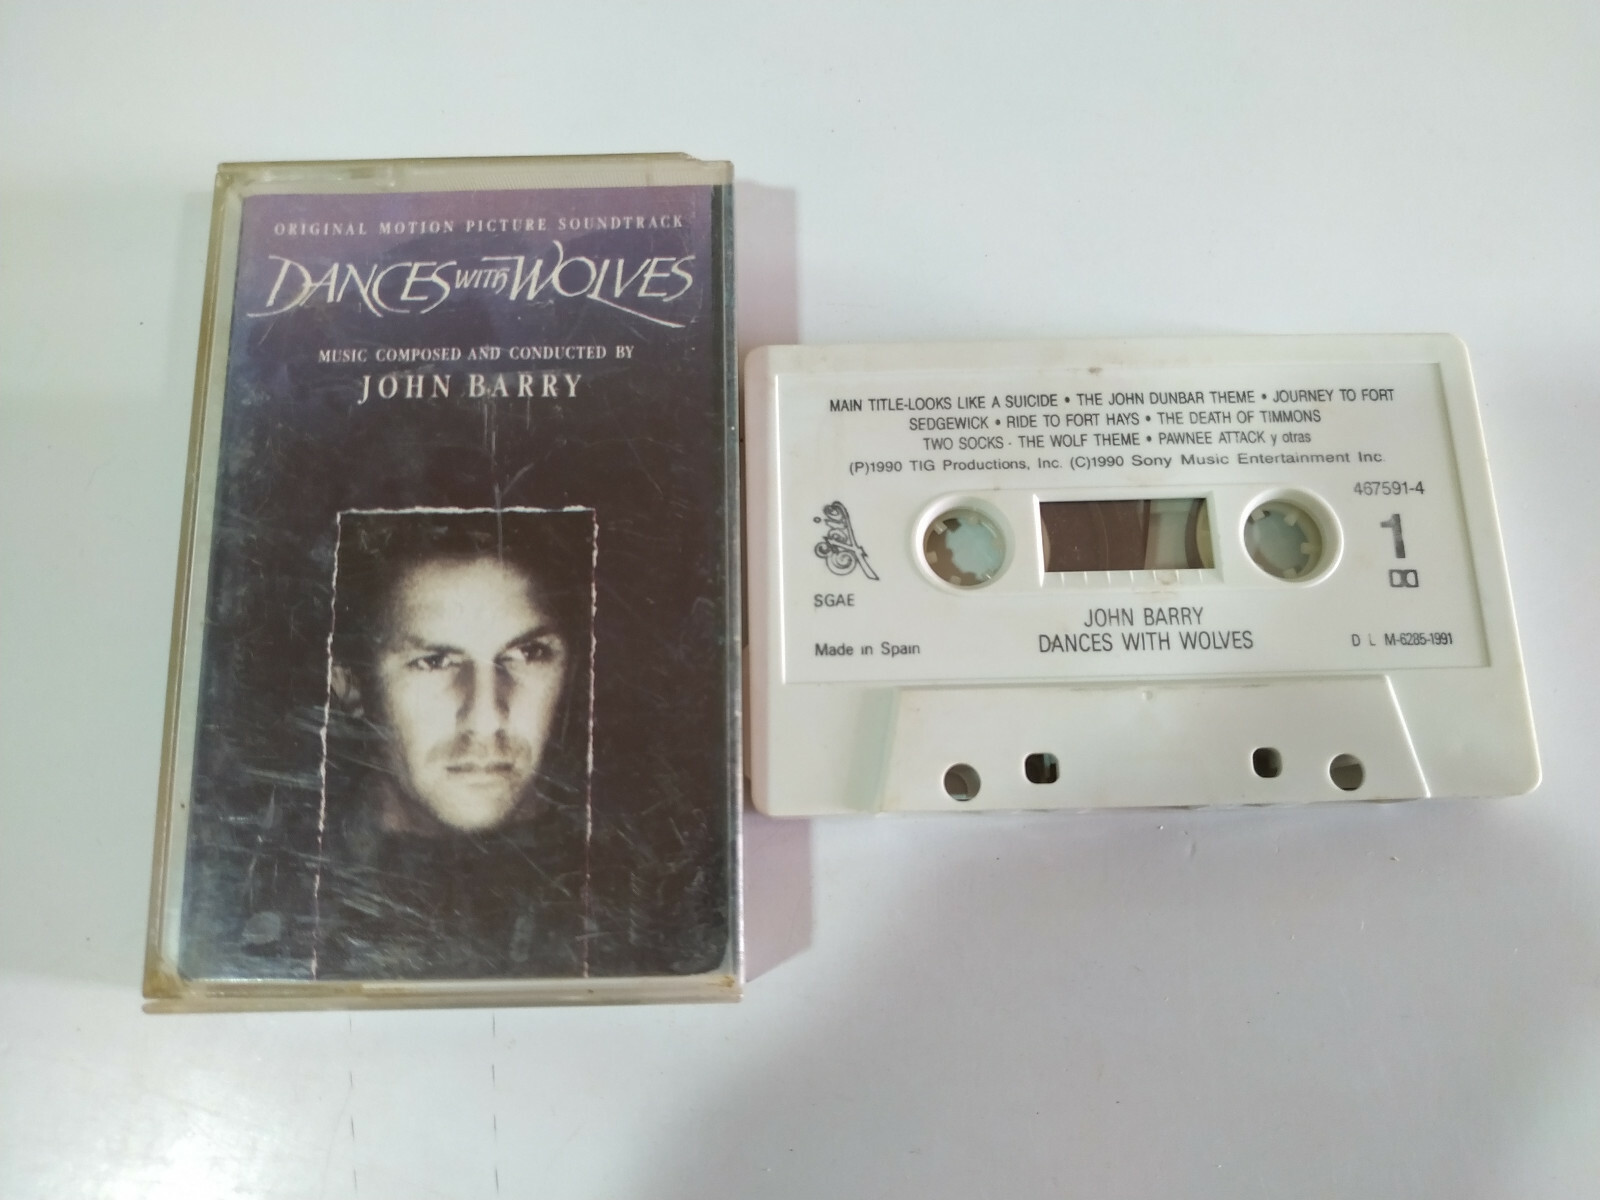 ORIGINAL MOTION PICTURE SOUNDTRACK
DANCES WITH WOLVES
MUSIC COMPOSED AND CONDUCTED BY
JOHN BARRY
MAIN TITLE-LOOKS LIKE A SUICIDE • THE JOHN DUNBAR THEME • JOURNEY TO FORT
SEDGEWICK • RIDE TO FORT HAYS • THE DEATH OF TIMMONS
TWO SOCKS - THE WOLF THEME • PAWNEE ATTACK y otras
(P)1990 TIG Productions, Inc. (C)1990 Sony Music Entertainment Inc.
467591-4
Epic
1
SGAE
JOHN BARRY
Made in Spain
DANCES WITH WOLVES
D L M-6285-1991